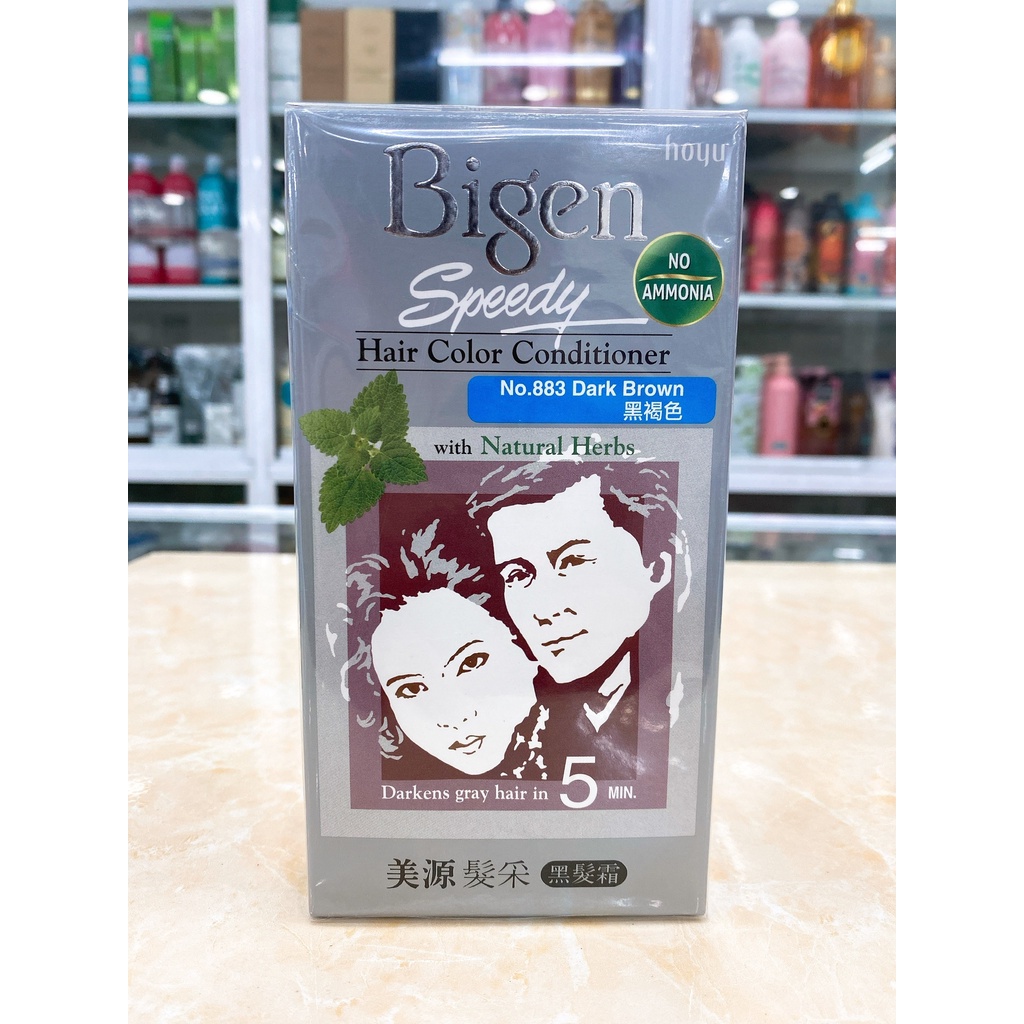 hoyu
Bigen
NO
AMMONIA
Speedy
Hair Color Conditioner
No.883 Dark Brown
黑褐色
with Natural Herbs
Darkens gray hair in 5 MIN.
美源髮采 黑髮霜